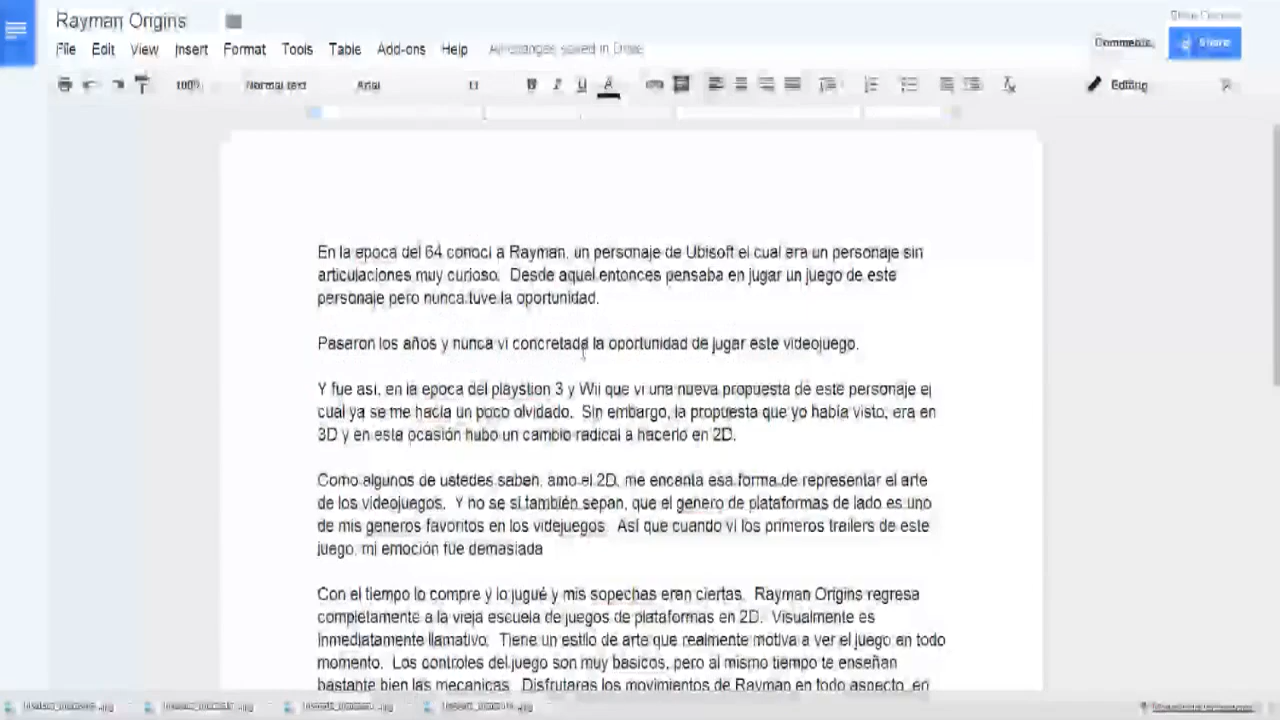 Rayman Origins
File Edit View Insert Format Tools Table Add-ons Help All changes saved in Drive
Comments Share
100% Normal text Arial 11 B I U A Editing
En la epoca del 64 conoci a Rayman, un personaje de Ubisoft el cual era un personaje sin
articulaciones muy curioso. Desde aquel entonces pensaba en jugar un juego de este
personaje pero nunca tuve la oportunidad.
Pasaron los años y nunca vi concretada la oportunidad de jugar este videojuego.
Y fue asi, en la epoca del playstion 3 y Wii que vi una nueva propuesta de este personaje el
cual ya se me hacia un poco olvidado. Sin embargo, la propuesta que yo había visto, era en
3D y en esta ocasión hubo un cambio radical a hacerlo en 2D.
Como algunos de ustedes saben, amo el 2D, me encanta esa forma de representar el arte
de los videojuegos. Y no se si también sepan, que el genero de plataformas de lado es uno
de mis generos favoritos en los videjuegos. Así que cuando vi los primeros trailers de este
juego, mi emoción fue demasiada
Con el tiempo lo compre y lo jugué y mis sopechas eran ciertas. Rayman Origins regresa
completamente a la vieja escuela de juegos de plataformas en 2D. Visualmente es
inmediatamente llamativo. Tiene un estilo de arte que realmente motiva a ver el juego en todo
momento. Los controles del juego son muy basicos, pero al mismo tiempo te enseñan
bastante bien las mecanicas. Disfrutares los movimientos de Rayman en todo aspecto, en